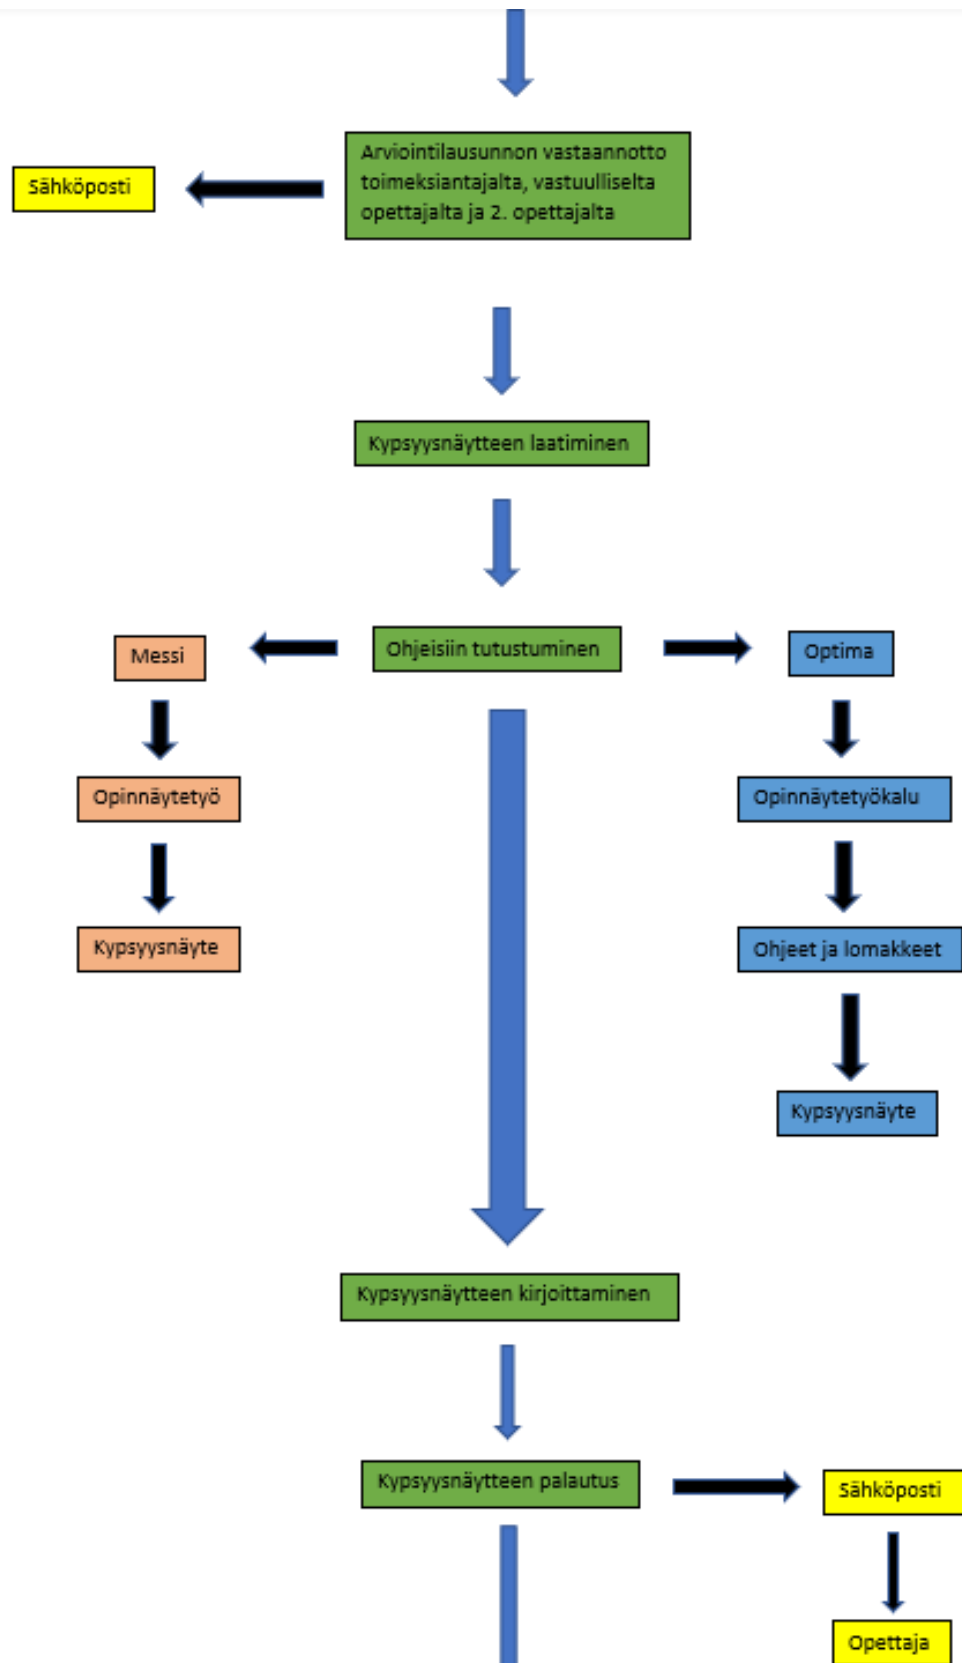 Arviointilausunnon vastaannotto
toimeksiantajalta, vastuulliselta
opettajalta ja 2. opettajalta
Sähköposti
Kypsyysnäytteen laatiminen
Messi
Ohjeisiin tutustuminen
Optima
Opinnäytetyö
Opinnäytetyökalu
Kypsyysnäyte
Ohjeet ja lomakkeet
Kypsyysnäyte
Kypsyysnäytteen kirjoittaminen
Kypsyysnäytteen palautus
Sähköposti
Opettaja